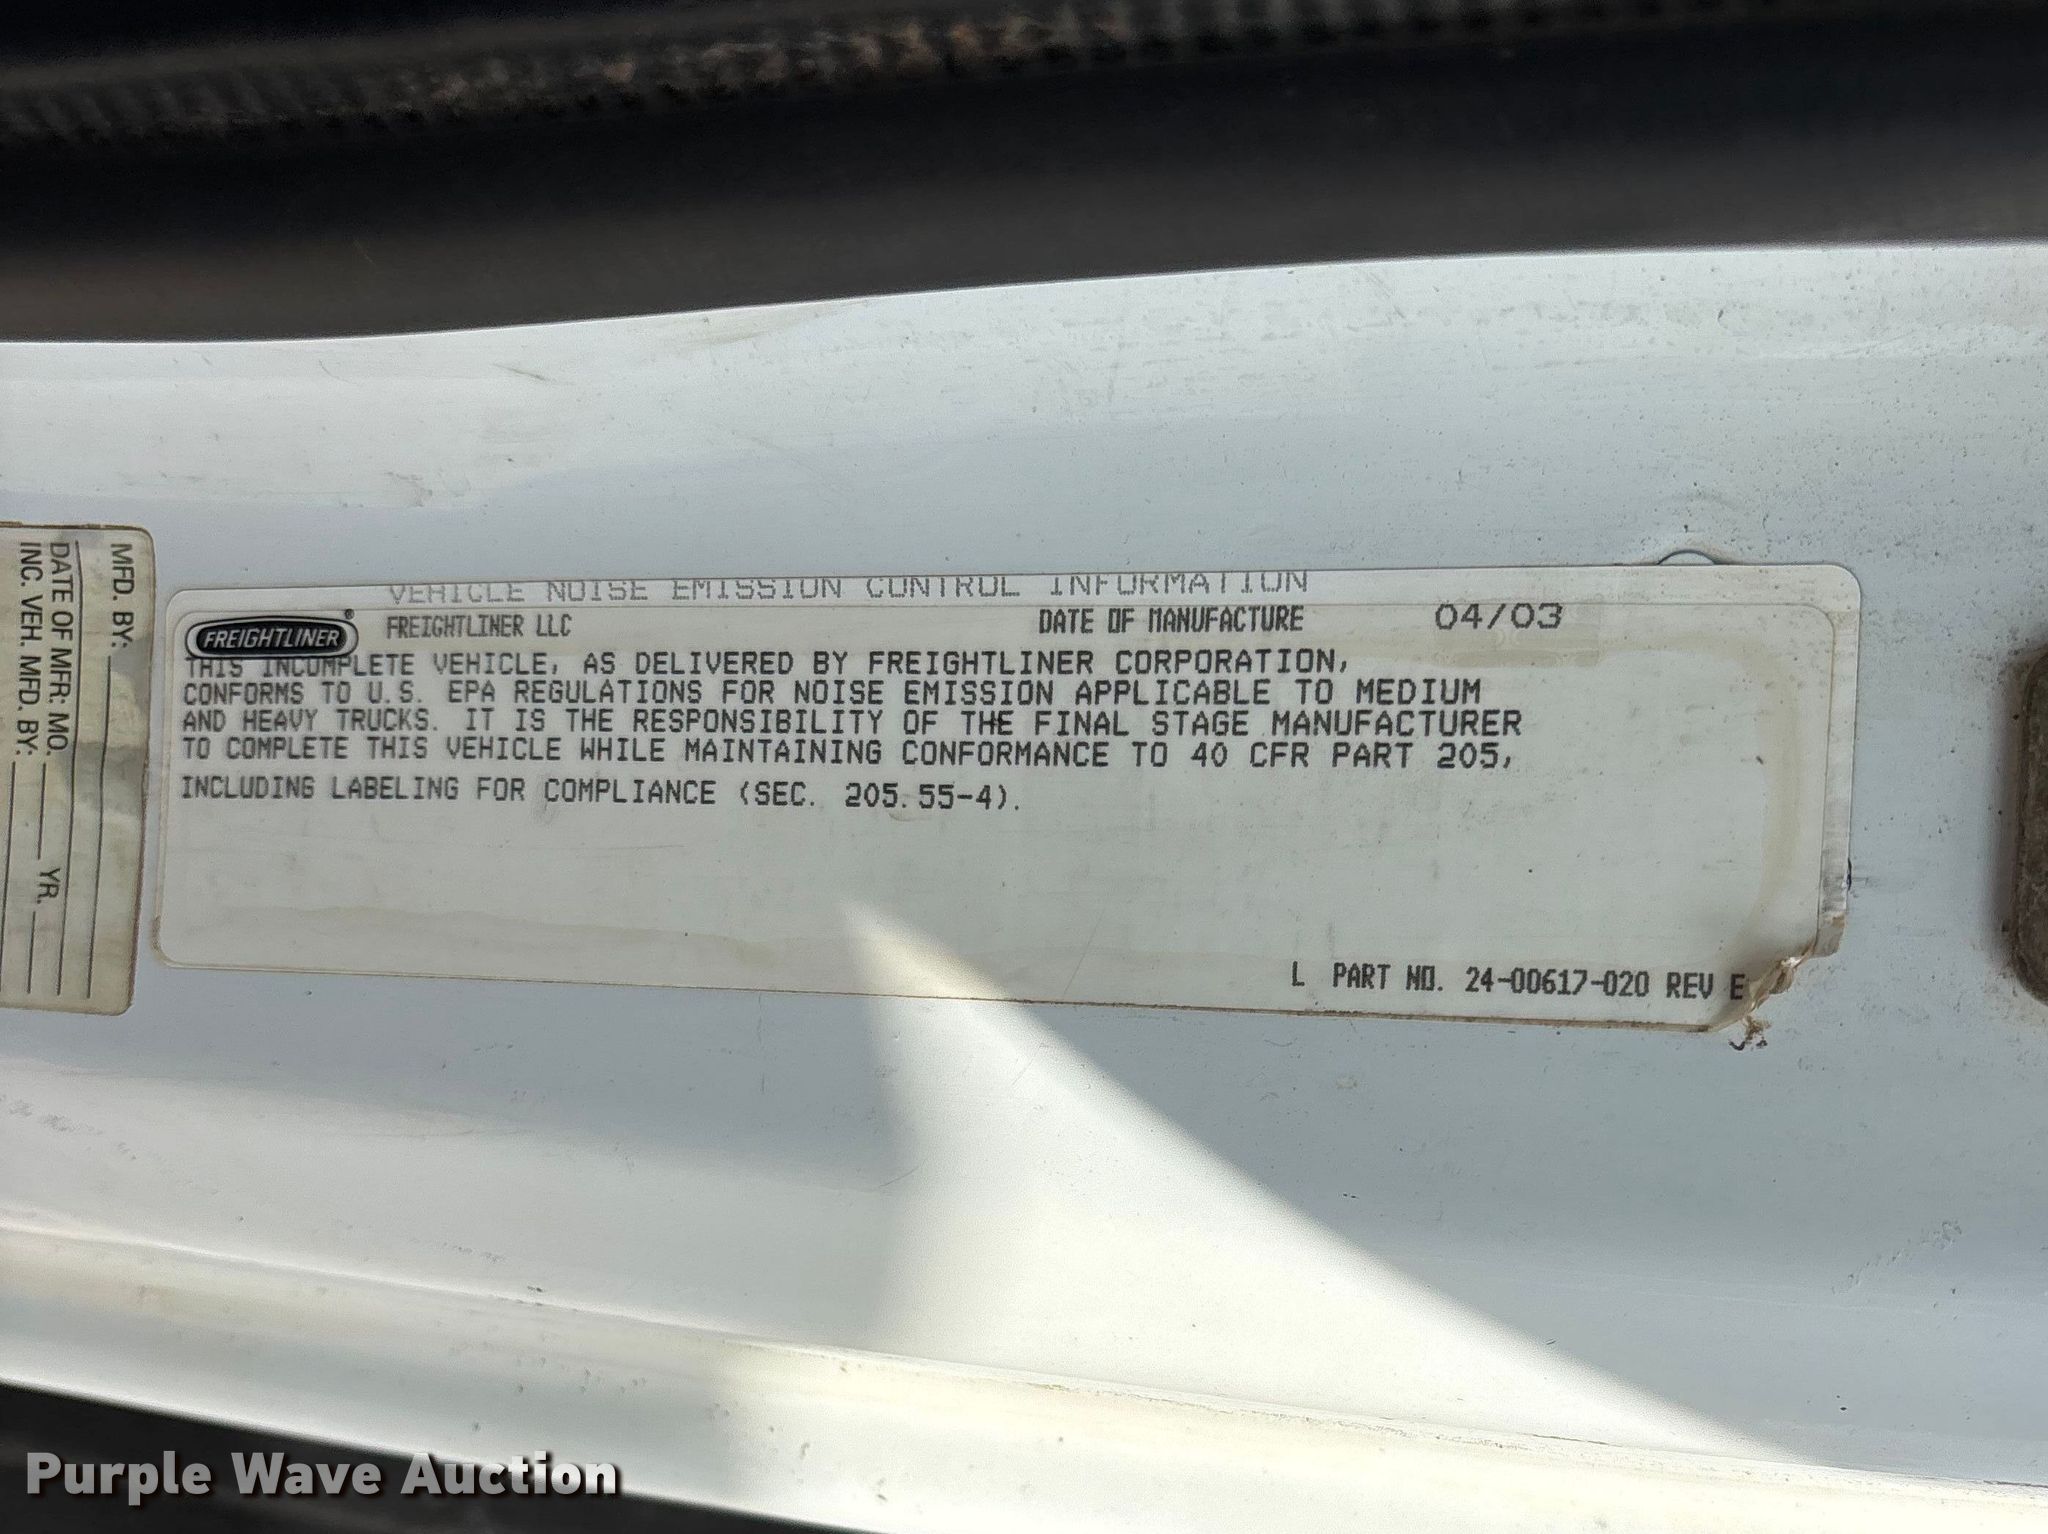 VEHICLE NOISE EMISSION CONTROL INFORMATION
FREIGHTLINER®
FREIGHTLINER LLC DATE OF MANUFACTURE 04/03
THIS INCOMPLETE VEHICLE, AS DELIVERED BY FREIGHTLINER CORPORATION,
CONFORMS TO U.S. EPA REGULATIONS FOR NOISE EMISSION APPLICABLE TO MEDIUM
AND HEAVY TRUCKS. IT IS THE RESPONSIBILITY OF THE FINAL STAGE MANUFACTURER
TO COMPLETE THIS VEHICLE WHILE MAINTAINING CONFORMANCE TO 40 CFR PART 205,
INCLUDING LABELING FOR COMPLIANCE (SEC. 205.55-4).
L PART NO. 24-00617-020 REV E
MFD. BY:
DATE OF MFR: MO. YR.
INC. VEH. MFD. BY:
Purple Wave Auction